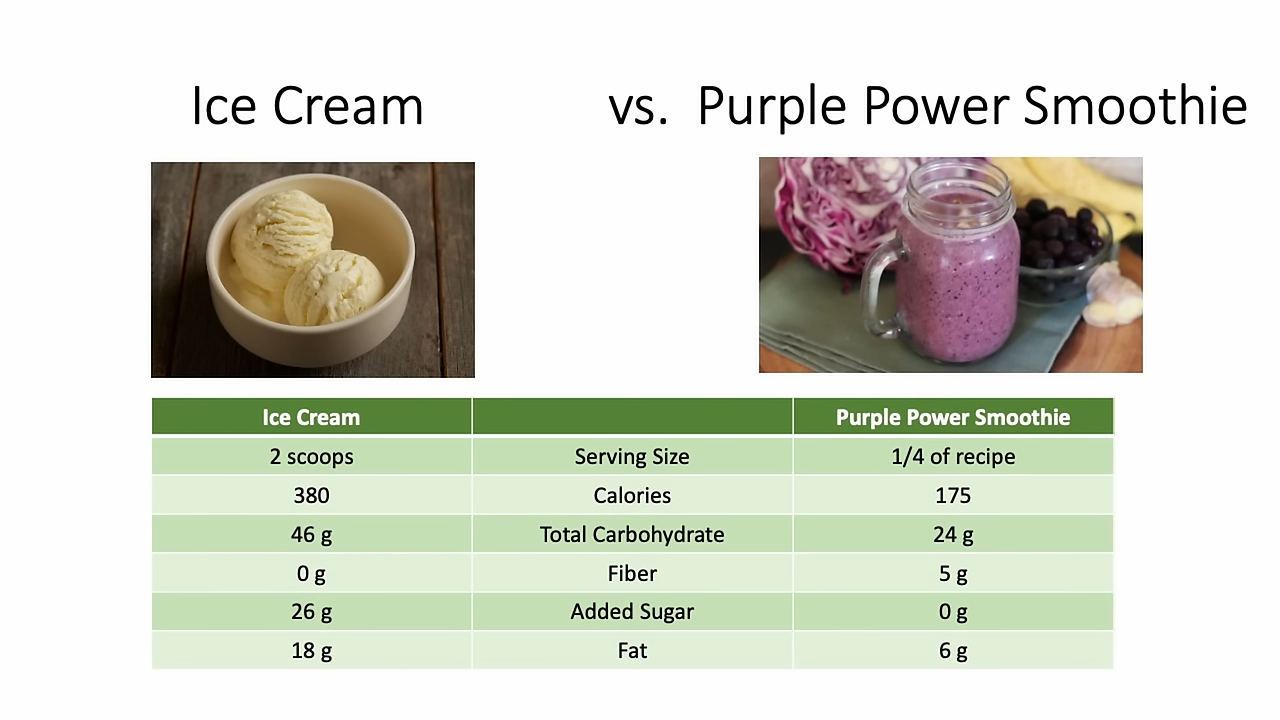 Ice Cream vs. Purple Power Smoothie
Ice Cream Purple Power Smoothie
2 scoops Serving Size 1/4 of recipe
380 Calories 175
46 g Total Carbohydrate 24 g
0 g Fiber 5 g
26 g Added Sugar 0 g
18 g Fat 6 g